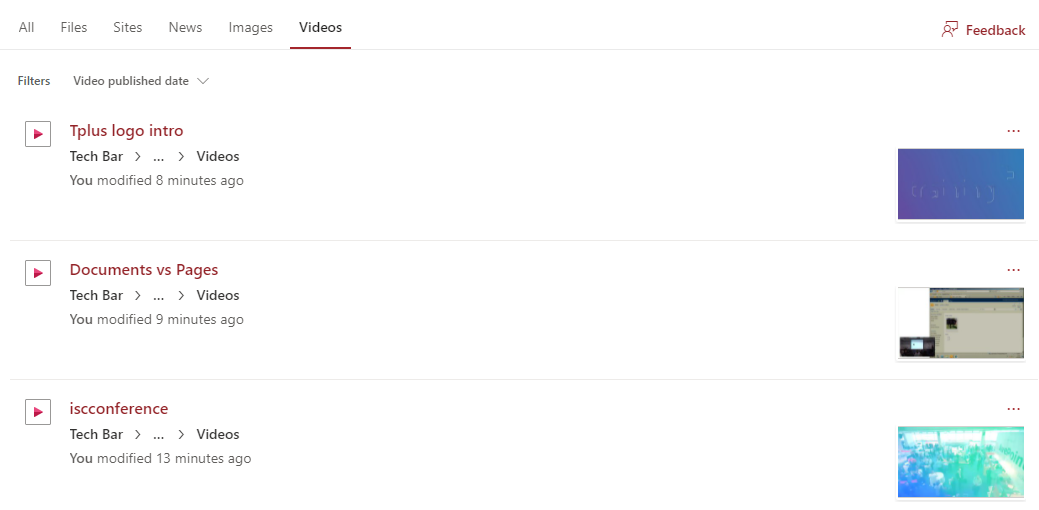 All Files Sites News Images Videos Feedback
Filters Video published date
Tplus logo intro ...
Tech Bar > ... > Videos
You modified 8 minutes ago
Documents vs Pages ...
Tech Bar > ... > Videos
You modified 9 minutes ago
iscconference ...
Tech Bar > ... > Videos
You modified 13 minutes ago